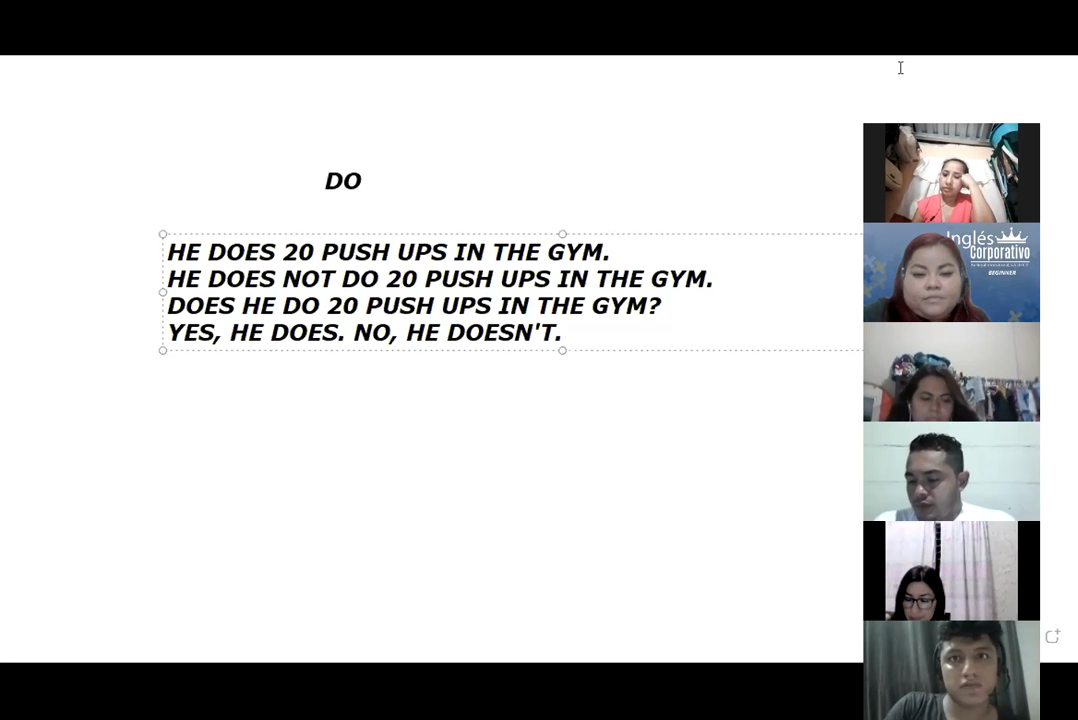 DO
HE DOES 20 PUSH UPS IN THE GYM.
HE DOES NOT DO 20 PUSH UPS IN THE GYM.
DOES HE DO 20 PUSH UPS IN THE GYM?
YES, HE DOES. NO, HE DOESN'T.
Inglés
Corporativo
BEGINNER